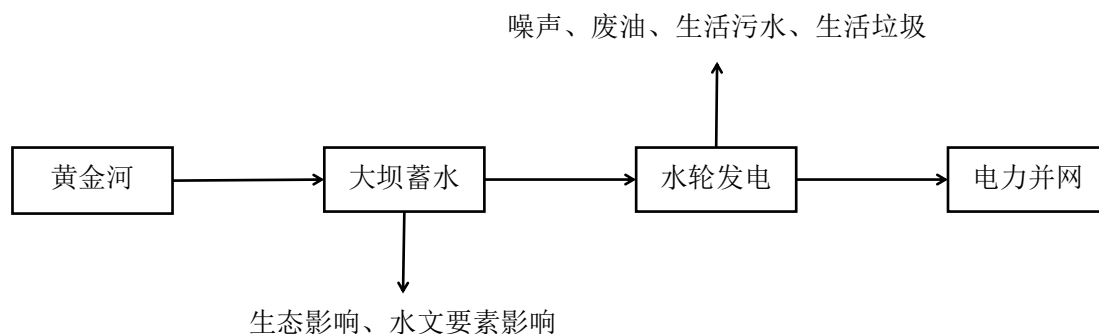 噪声、废油、生活污水、生活垃圾
黄金河
大坝蓄水
水轮发电
电力并网
生态影响、水文要素影响